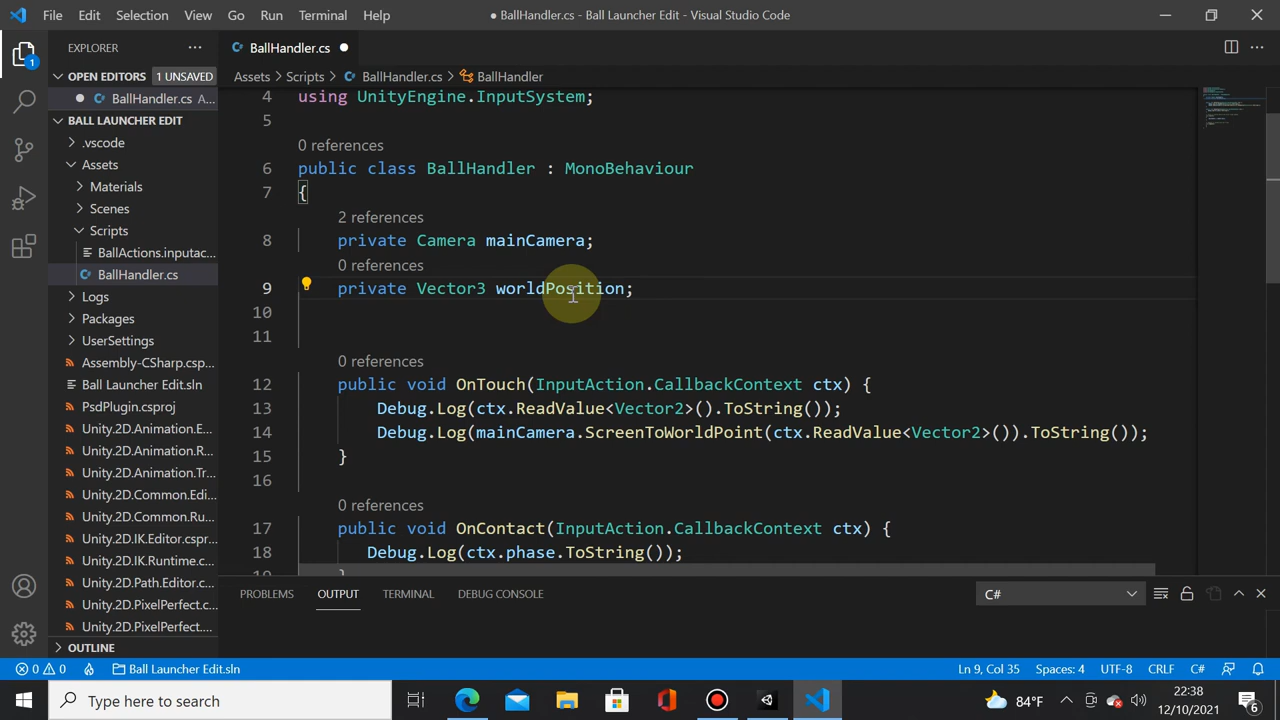 File Edit Selection View Go Run Terminal Help
● BallHandler.cs - Ball Launcher Edit - Visual Studio Code
EXPLORER
OPEN EDITORS 1 UNSAVED
BallHandler.cs A...
BALL LAUNCHER EDIT
.vscode
Assets
Materials
Scenes
Scripts
BallActions.inputac...
BallHandler.cs
Logs
Packages
UserSettings
Assembly-CSharp.csp...
Ball Launcher Edit.sln
PsdPlugin.csproj
Unity.2D.Animation.E...
Unity.2D.Animation.R...
Unity.2D.Animation.Tr...
Unity.2D.Common.Edi...
Unity.2D.Common.Ru...
Unity.2D.IK.Editor.cspr...
Unity.2D.IK.Runtime.c...
Unity.2D.Path.Editor.c...
Unity.2D.PixelPerfect.c...
Unity.2D.PixelPerfect....
OUTLINE
1
BallHandler.cs
Assets > Scripts > BallHandler.cs > BallHandler
4 using UnityEngine.InputSystem;
5
0 references
6 public class BallHandler : MonoBehaviour
7 {
2 references
8 private Camera mainCamera;
0 references
9 private Vector3 worldPosition;
10
11
0 references
12 public void OnTouch(InputAction.CallbackContext ctx) {
13 Debug.Log(ctx.ReadValue<Vector2>().ToString());
14 Debug.Log(mainCamera.ScreenToWorldPoint(ctx.ReadValue<Vector2>()).ToString());
15 }
16
0 references
17 public void OnContact(InputAction.CallbackContext ctx) {
18 Debug.Log(ctx.phase.ToString());
PROBLEMS OUTPUT TERMINAL DEBUG CONSOLE
C#
0 0 Ball Launcher Edit.sln
Ln 9, Col 35 Spaces: 4 UTF-8 CRLF C#
Type here to search
84°F
22:38
12/10/2021
6